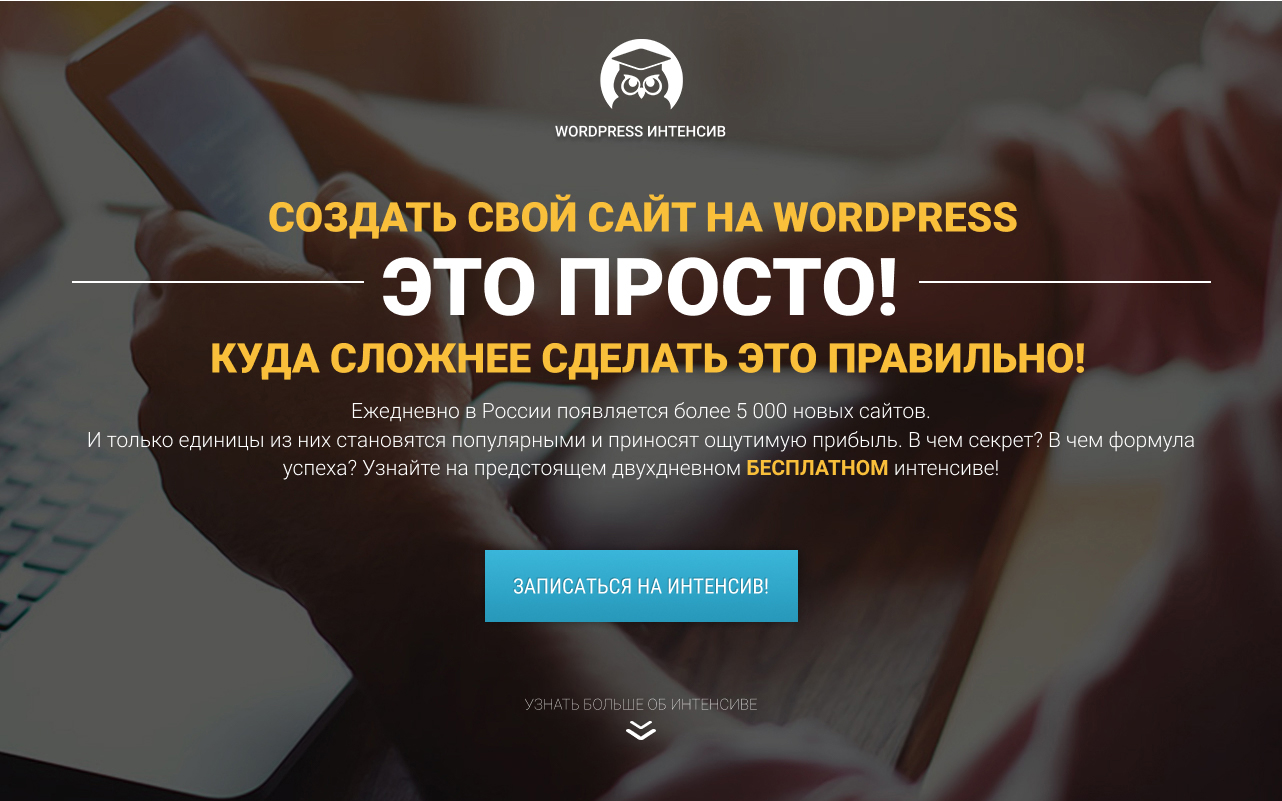 WORDPRESS ИНТЕНСИВ
СОЗДАТЬ СВОЙ САЙТ НА WORDPRESS
ЭТО ПРОСТО!
КУДА СЛОЖНЕЕ СДЕЛАТЬ ЭТО ПРАВИЛЬНО!
Ежедневно в России появляется более 5 000 новых сайтов.
И только единицы из них становятся популярными и приносят ощутимую прибыль. В чем секрет? В чем формула
успеха? Узнайте на предстоящем двухдневном БЕСПЛАТНОМ интенсиве!
ЗАПИСАТЬСЯ НА ИНТЕНСИВ!
УЗНАТЬ БОЛЬШЕ ОБ ИНТЕНСИВЕ